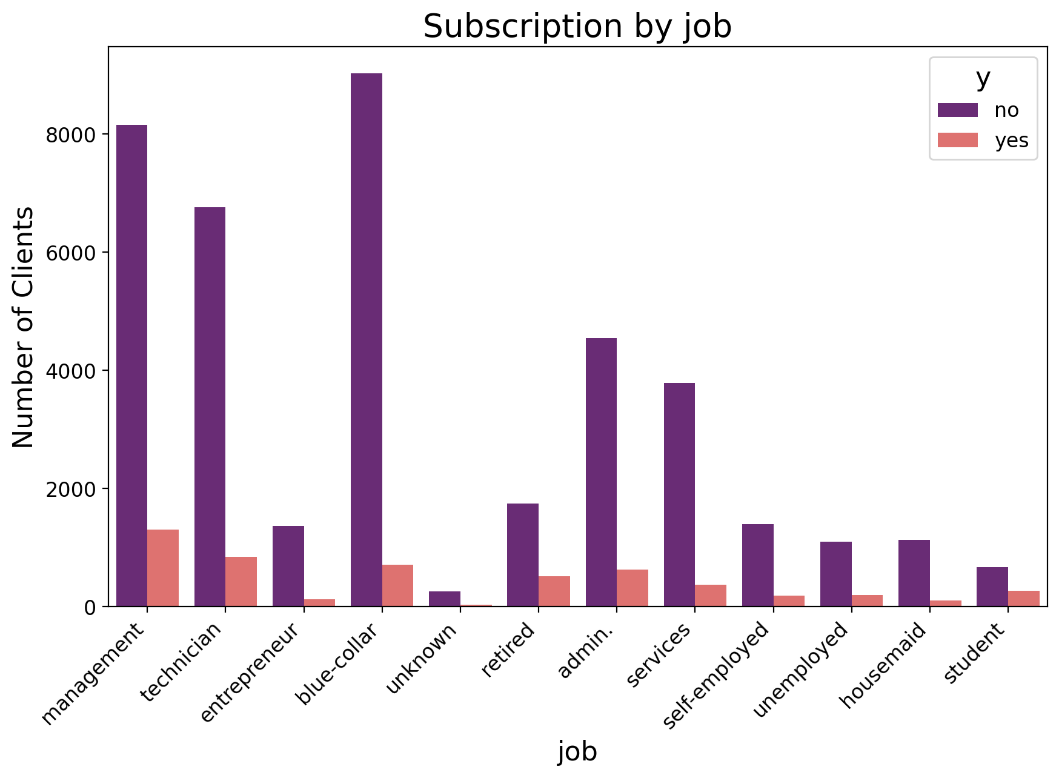 Subscription by job
y
no
yes
Number of Clients
8000
6000
4000
2000
0
management
technician
entrepreneur
blue-collar
unknown
retired
admin.
services
self-employed
unemployed
housemaid
student
job